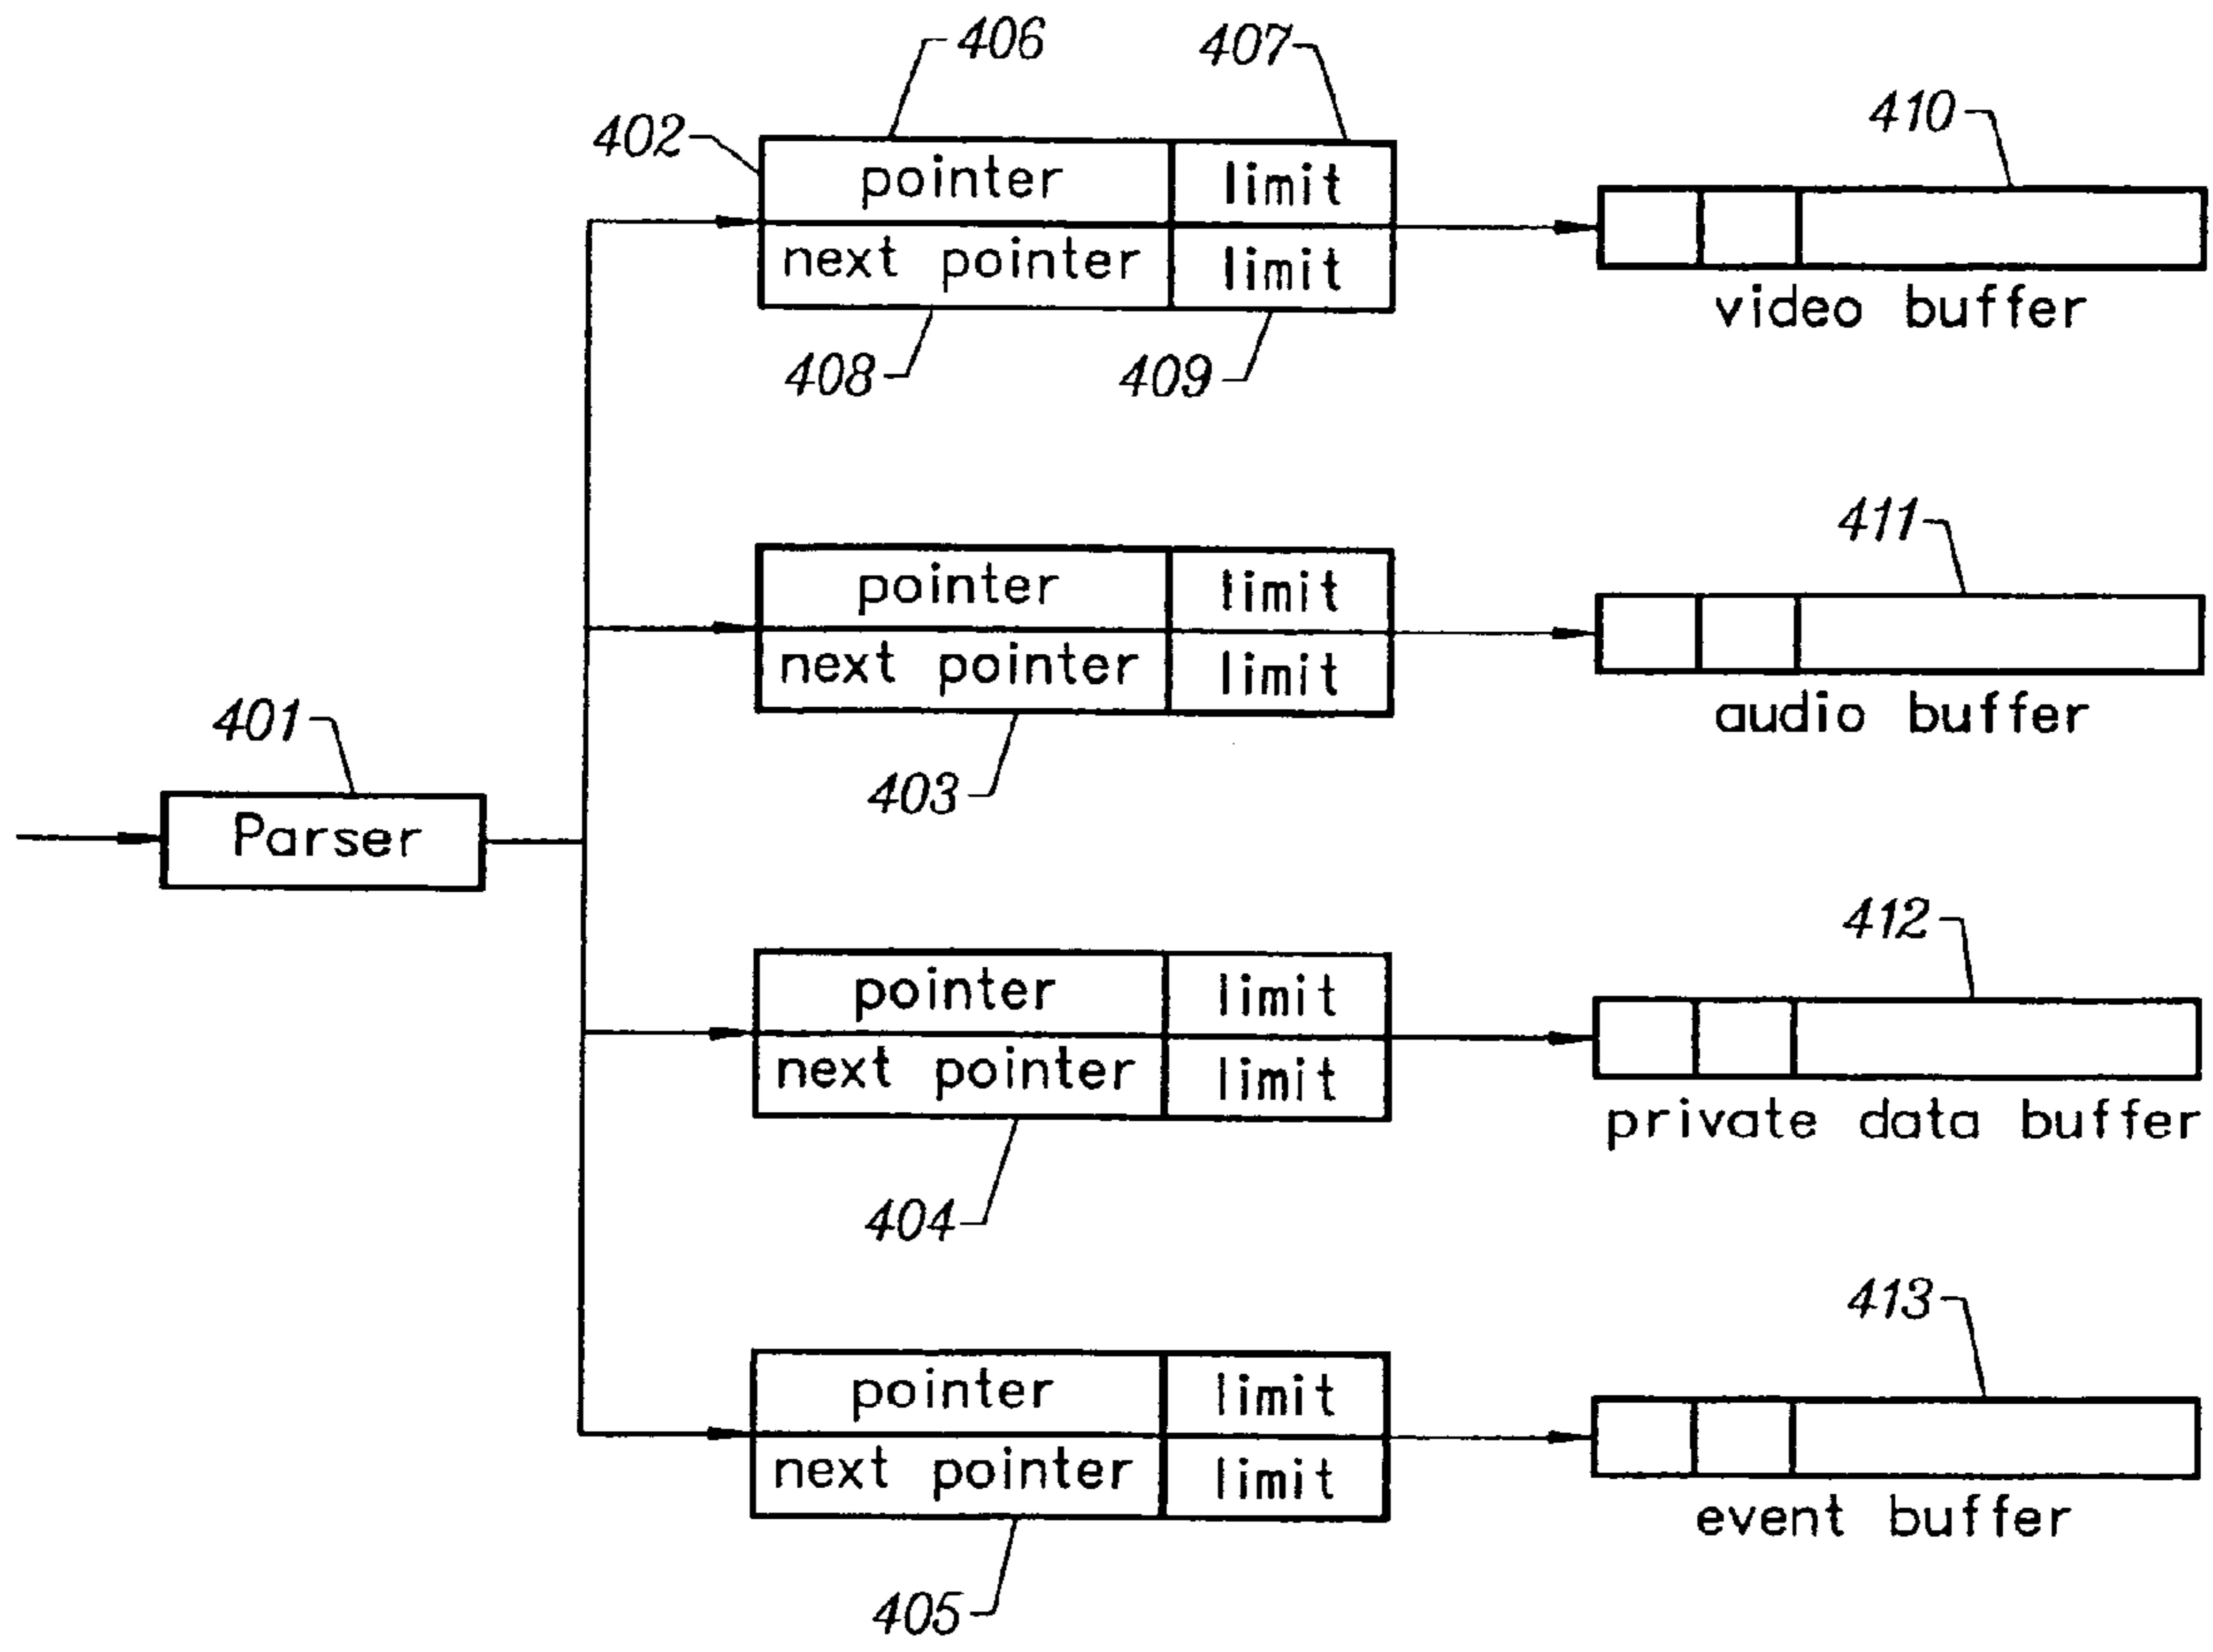 406
407
410
402
pointer limit
next pointer limit
video buffer
408
409
411
pointer limit
next pointer limit
audio buffer
401
403
Parser
412
pointer limit
next pointer limit
private data buffer
404
413
pointer limit
next pointer limit
event buffer
405